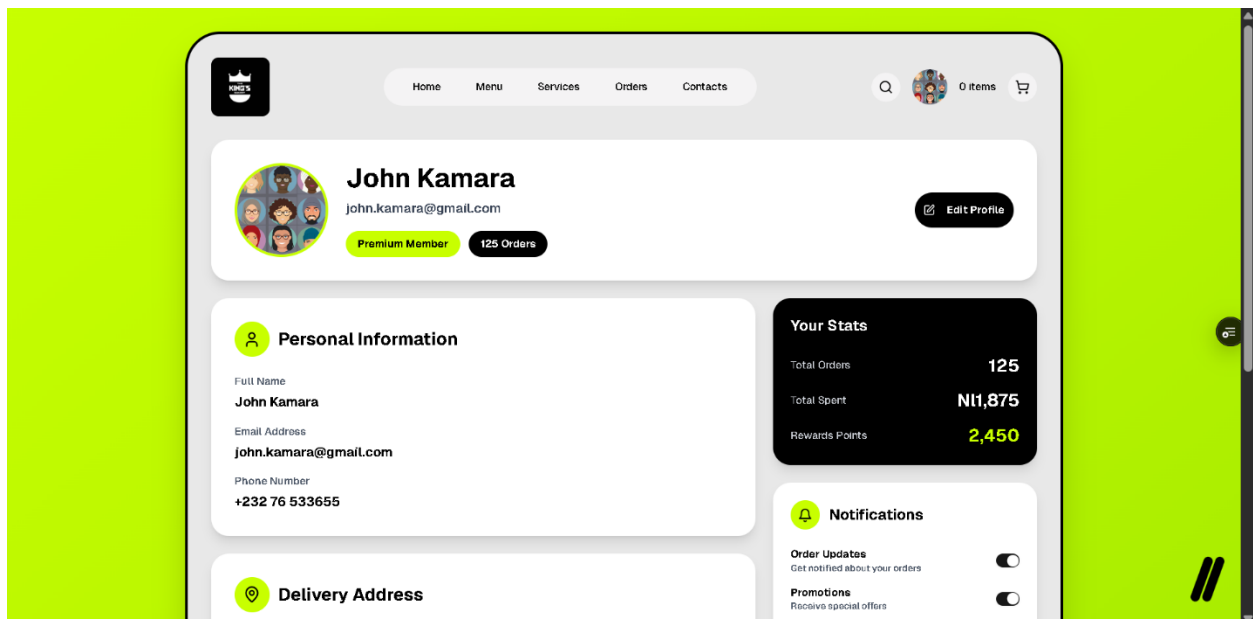 KING'S
Home
Menu
Services
Orders
Contacts
0 items
John Kamara
john.kamara@gmail.com
Premium Member
125 Orders
Edit Profile
Personal Information
Full Name
John Kamara
Email Address
john.kamara@gmail.com
Phone Number
+232 76 533655
Delivery Address
Your Stats
Total Orders
125
Total Spent
Nl1,875
Rewards Points
2,450
Notifications
Order Updates
Get notified about your orders
Promotions
Receive special offers